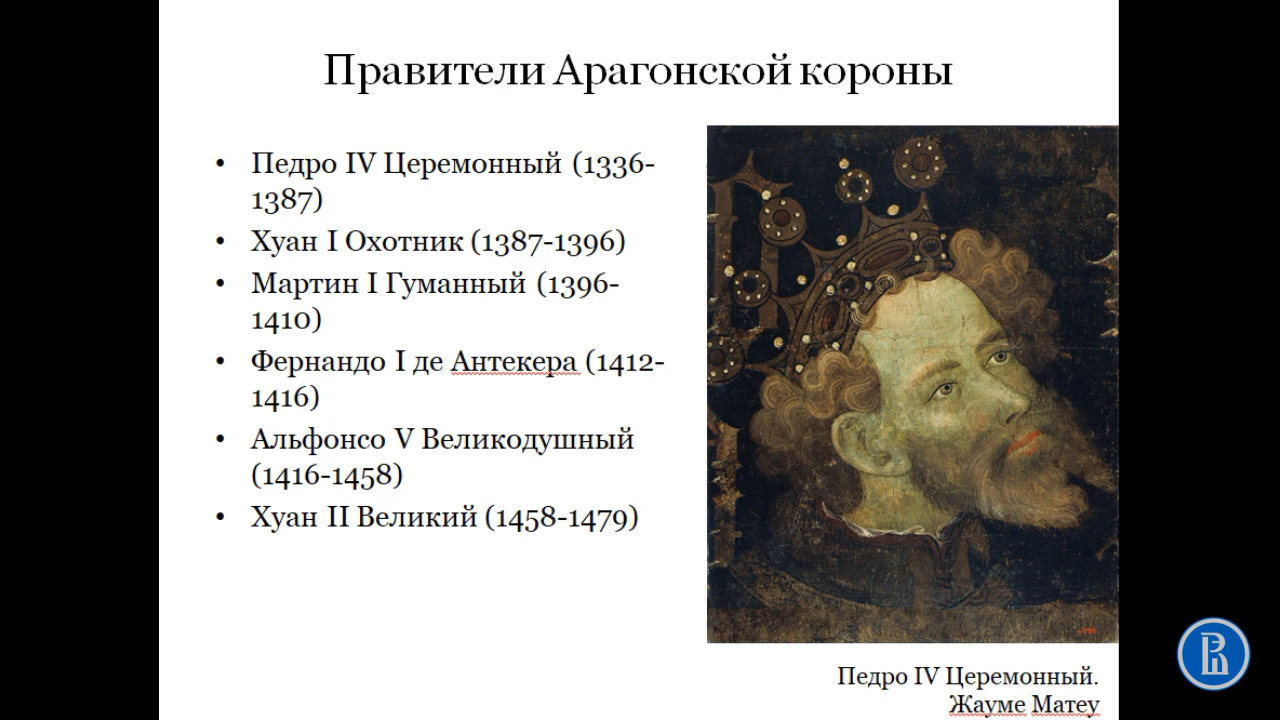 Правители Арагонской короны
• Педро IV Церемонный (1336-
1387)
• Хуан I Охотник (1387-1396)
• Мартин I Гуманный (1396-
1410)
• Фернандо I де Антекера (1412-
1416)
• Альфонсо V Великодушный
(1416-1458)
• Хуан II Великий (1458-1479)
Педро IV Церемонный.
Жауме Матеу